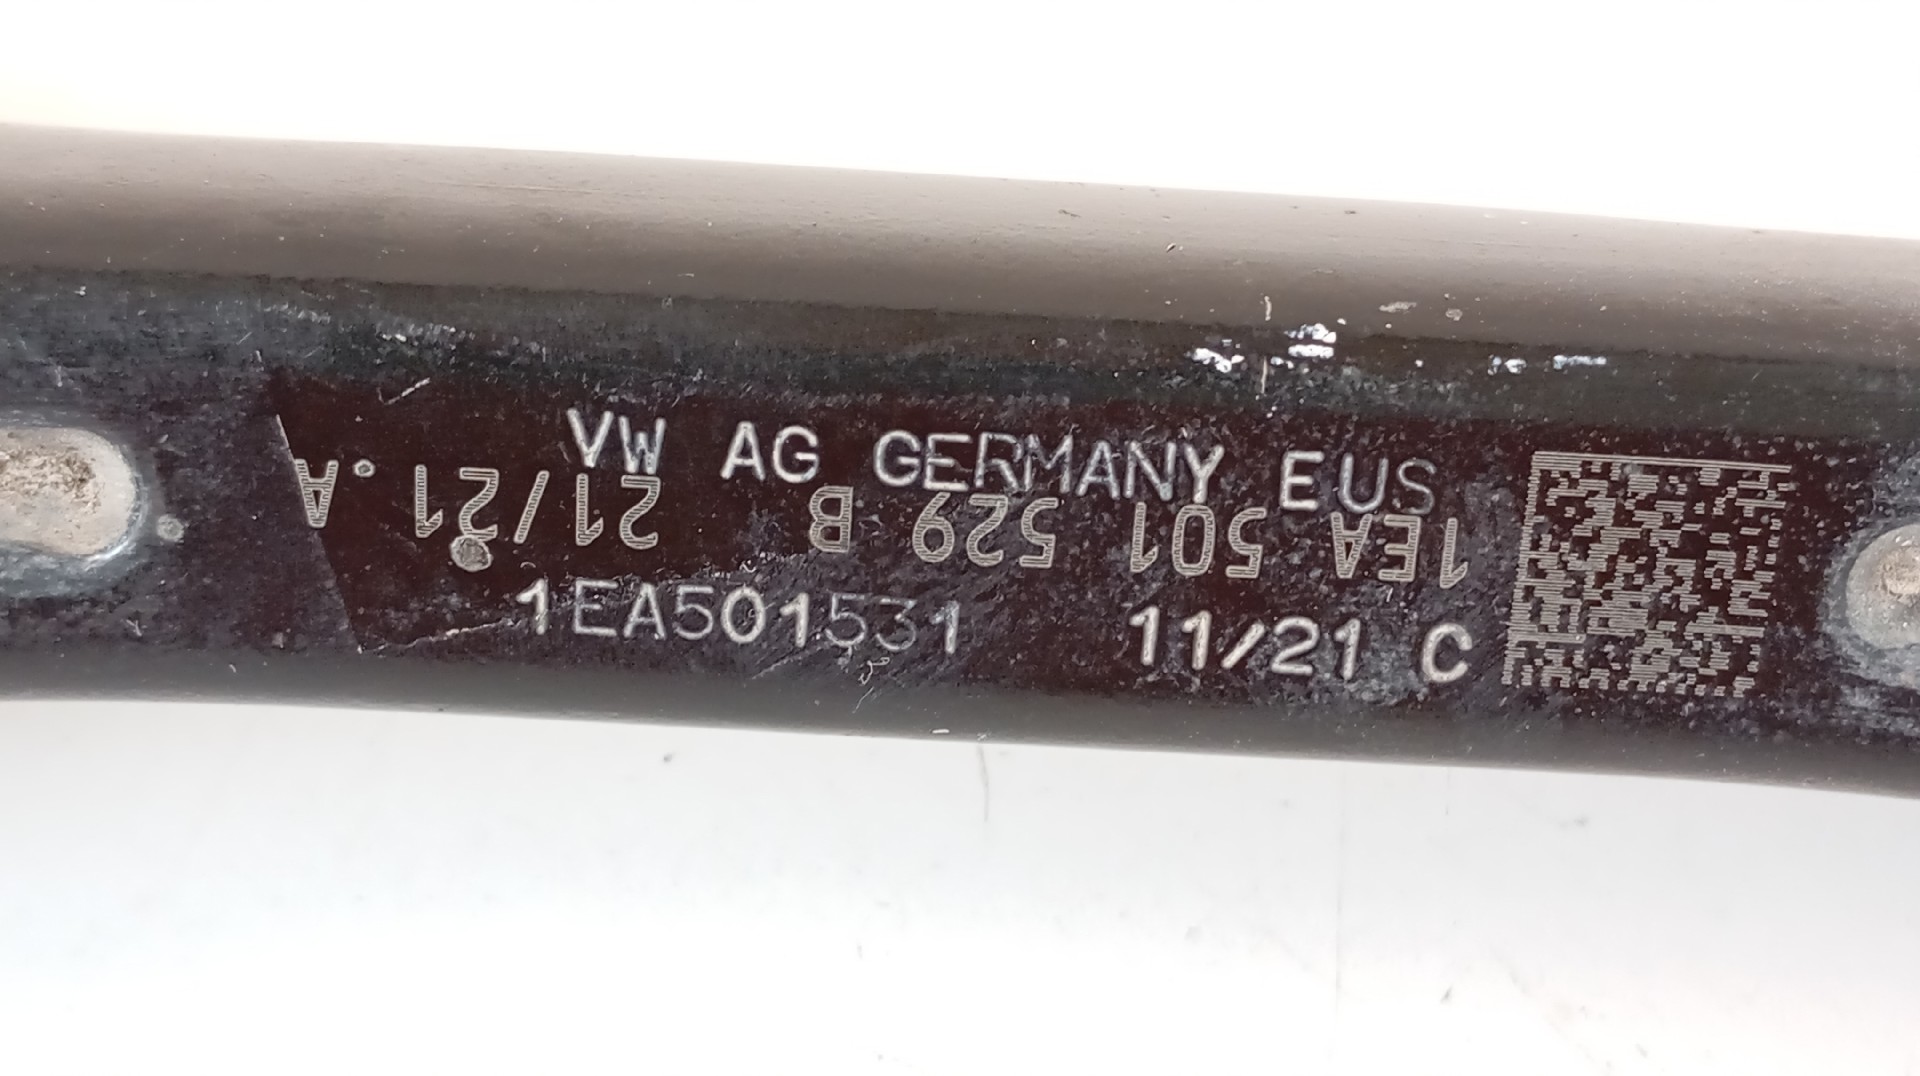 VW AG GERMANY EUS
1EA 501 529 B 21/21 .A
1EA501531 11/21 C